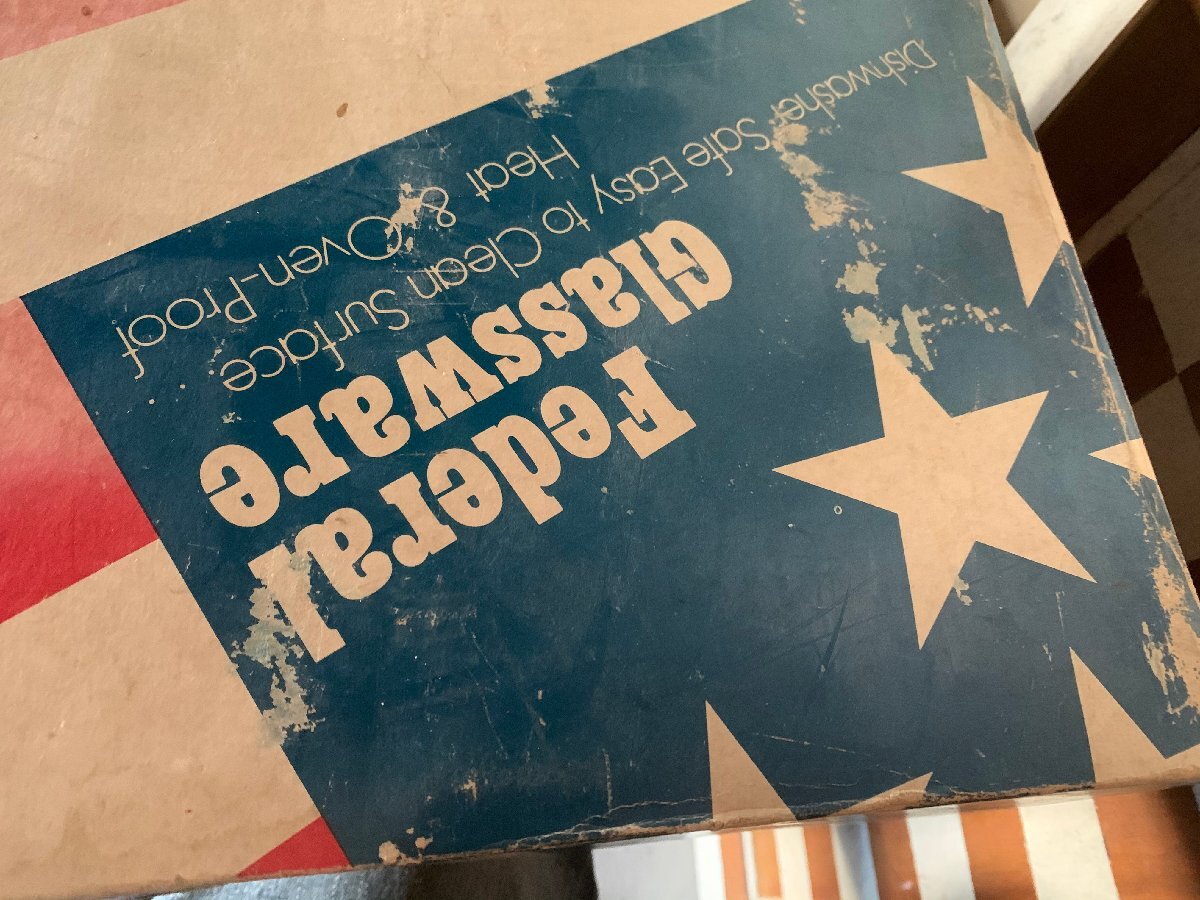 Federal
Glassware
Dishwasher Safe Easy to Clean Surface
Heat & Oven-Proof